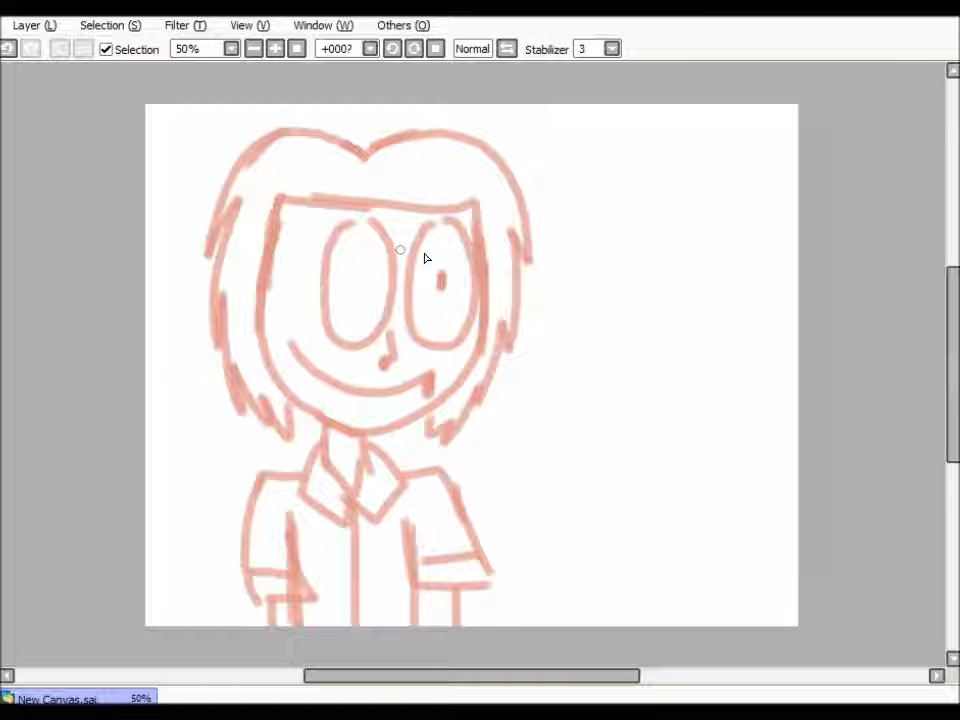 Layer (L) Selection (S) Filter (T) View (V) Window (W) Others (O)
Selection 50% +000? Normal Stabilizer 3
New Canvas.sai 50%